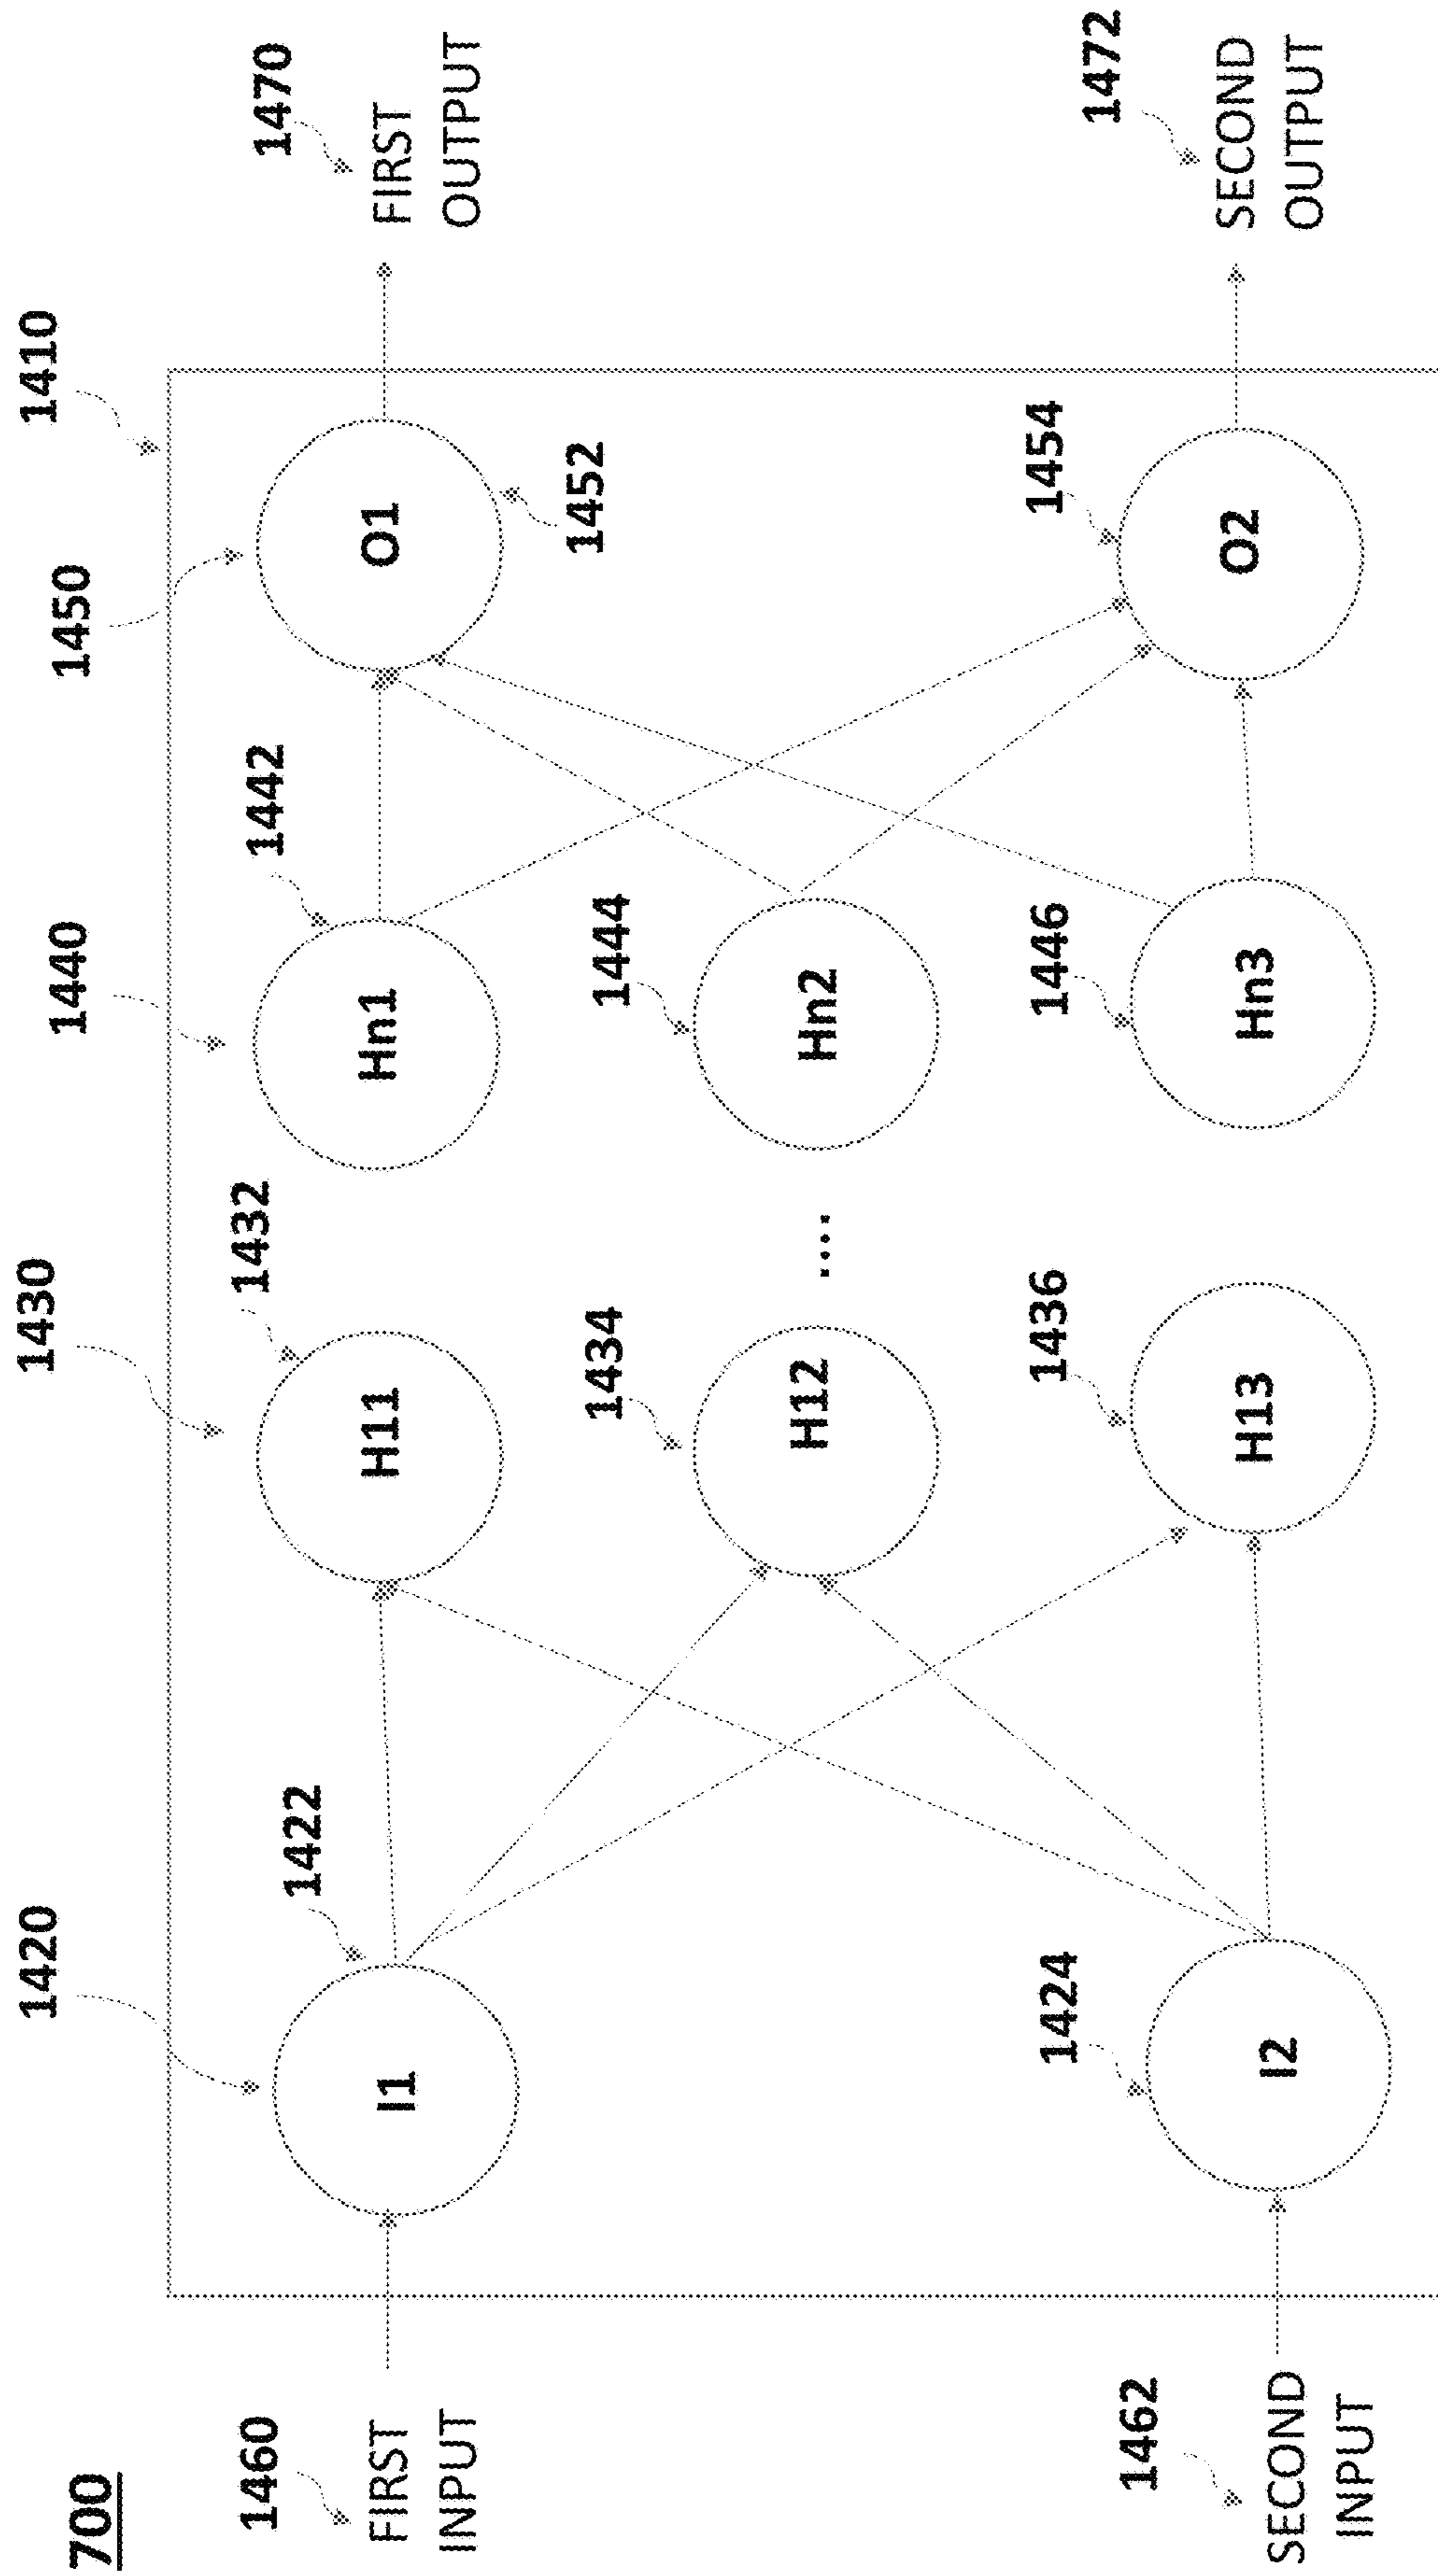 700
1410
1420
1430
1440
1450
1460
FIRST
INPUT
1422
I1
1432
H11
1442
Hn1
O1
1452
1470
FIRST
OUTPUT
1434
H12
....
1444
Hn2
1462
SECOND
INPUT
1424
I2
1436
H13
1446
Hn3
1454
O2
1472
SECOND
OUTPUT